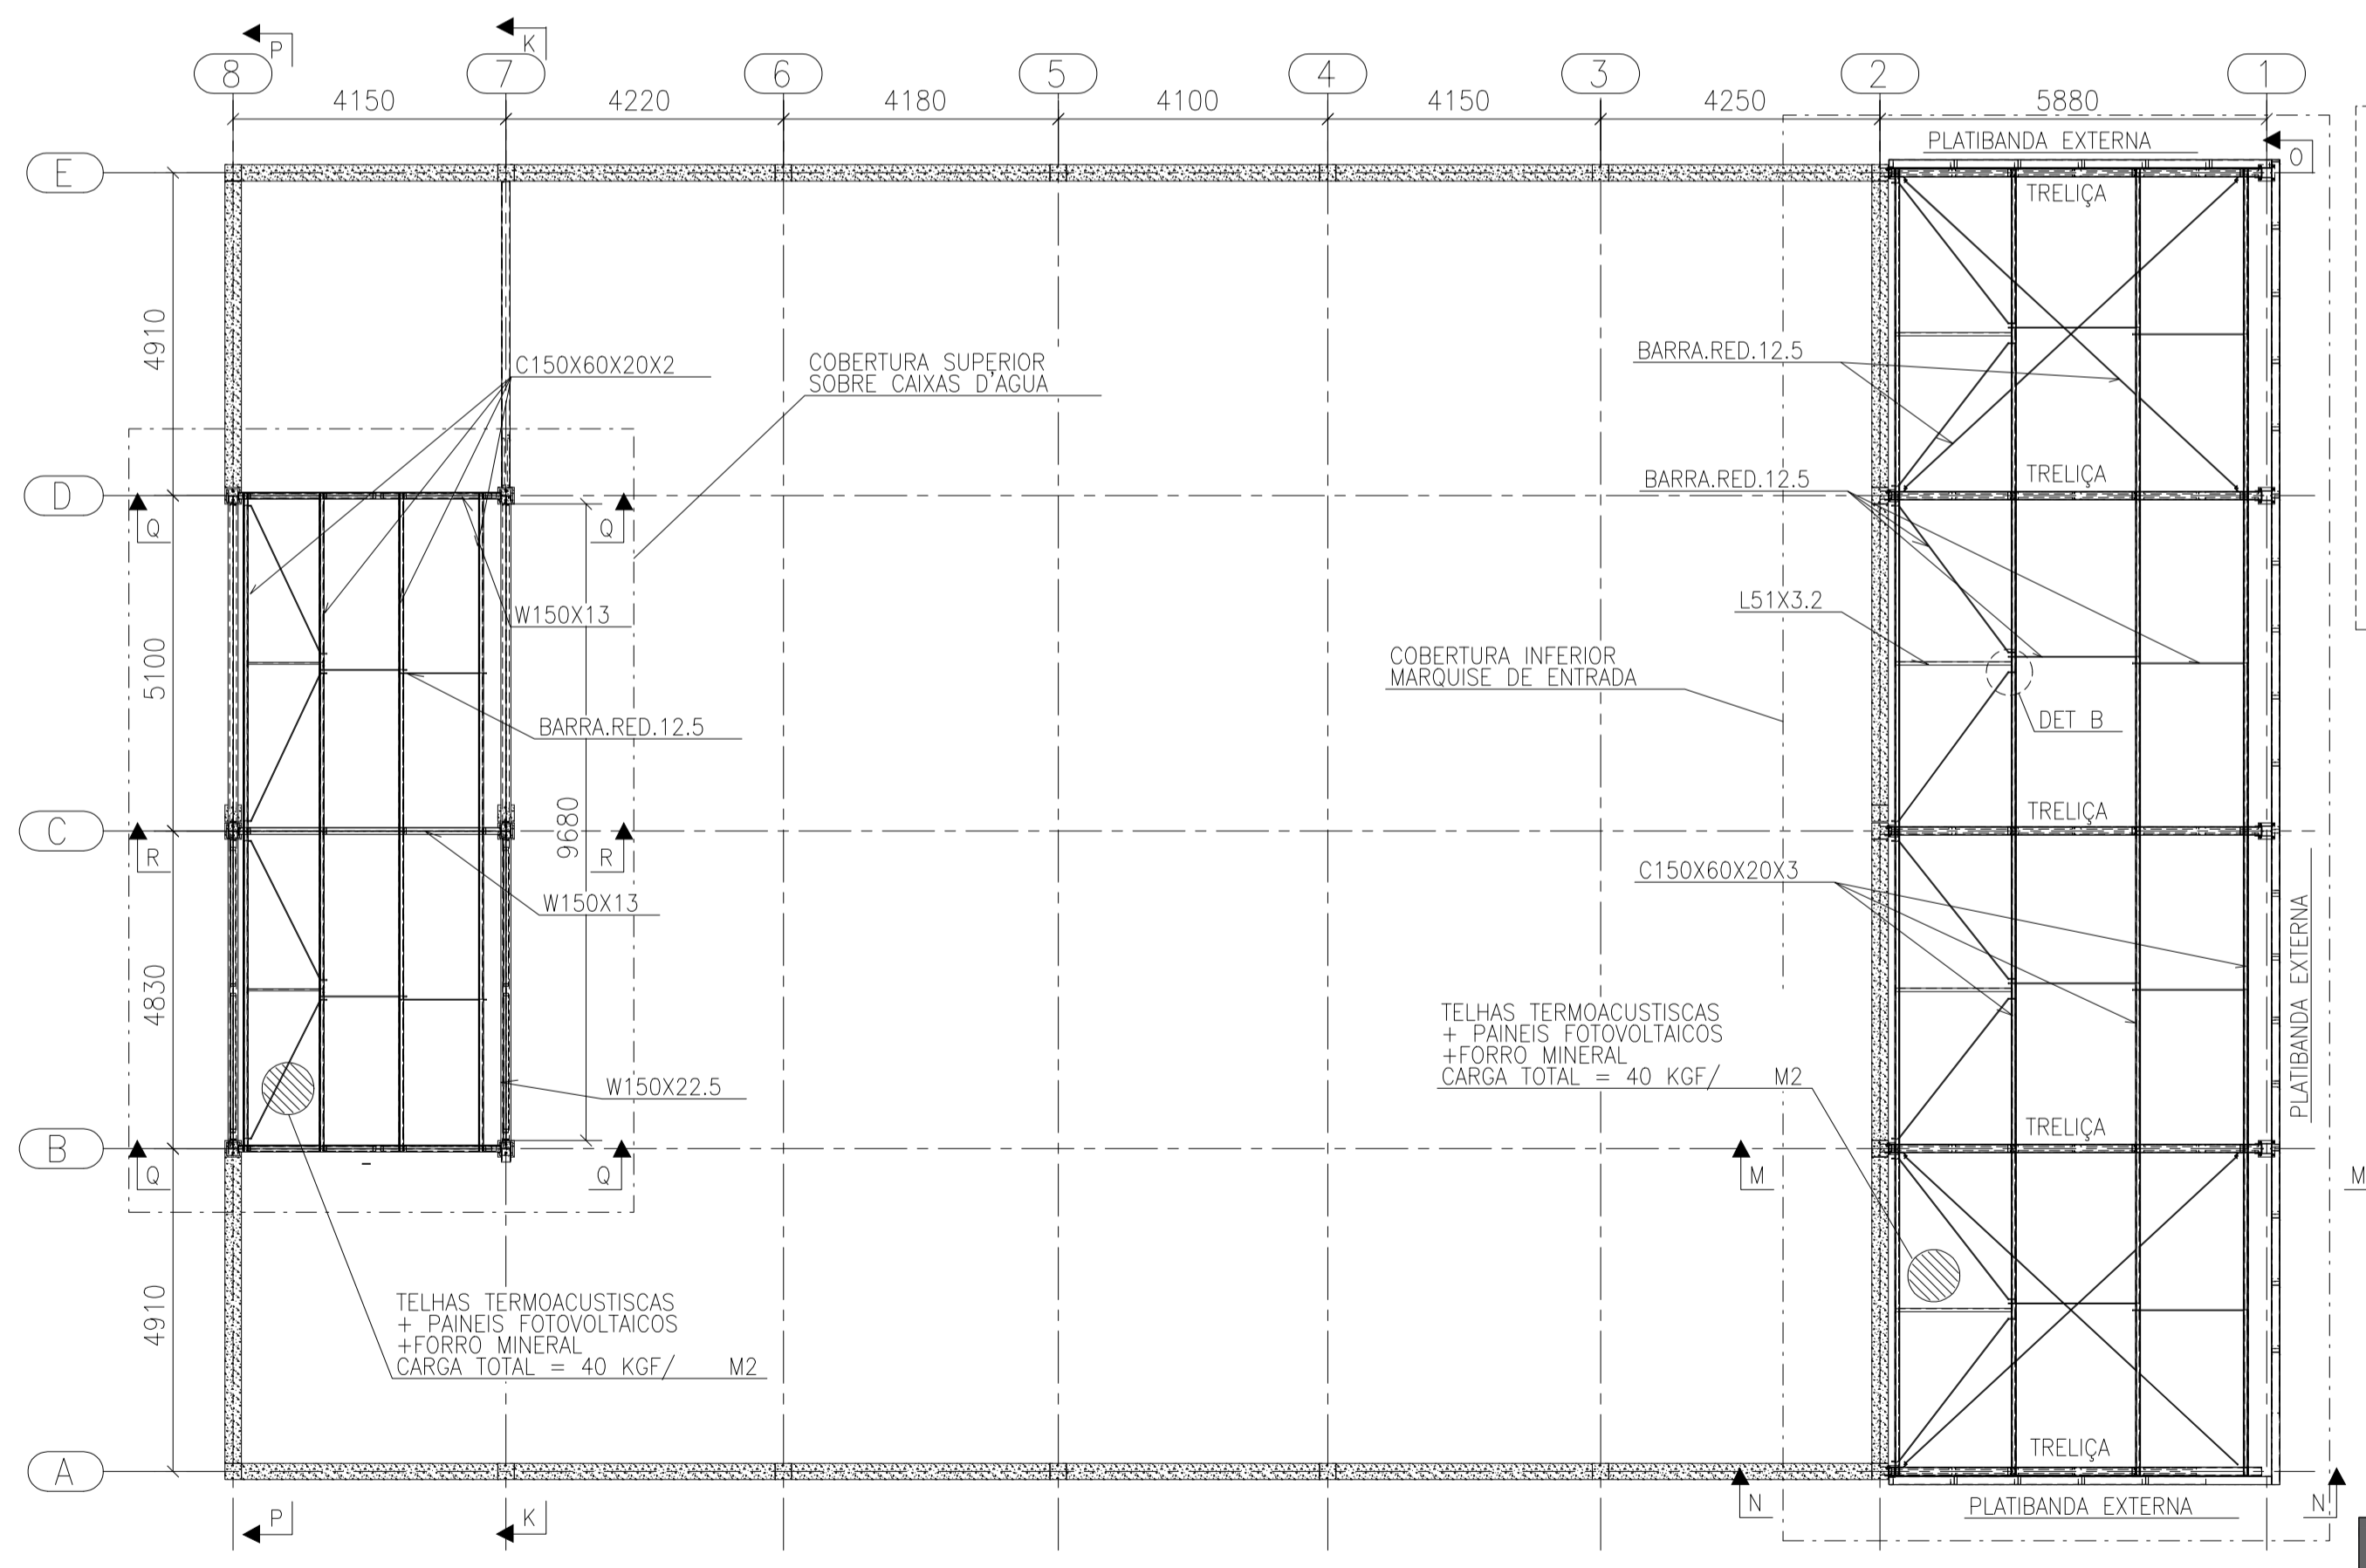 P
K
8
7
6
5
4
3
2
1
4150
4220
4180
4100
4150
4250
5880
PLATIBANDA EXTERNA
O
E
TRELIÇA
4910
C150X60X20X2
COBERTURA SUPERIOR
SOBRE CAIXAS D'AGUA
BARRA.RED.12.5
D
TRELIÇA
BARRA.RED.12.5
Q
Q
W150X13
L51X3.2
5100
COBERTURA INFERIOR
MARQUISE DE ENTRADA
BARRA.RED.12.5
DET B
C
9680
TRELIÇA
R
R
C150X60X20X3
W150X13
4830
PLATIBANDA EXTERNA
TELHAS TERMOACUSTISCAS
+ PAINEIS FOTOVOLTAICOS
+FORRO MINERAL
CARGA TOTAL = 40 KGF/ M2
W150X22.5
B
TRELIÇA
Q
Q
M
M
4910
TELHAS TERMOACUSTISCAS
+ PAINEIS FOTOVOLTAICOS
+FORRO MINERAL
CARGA TOTAL = 40 KGF/ M2
A
TRELIÇA
P
K
N
PLATIBANDA EXTERNA
N